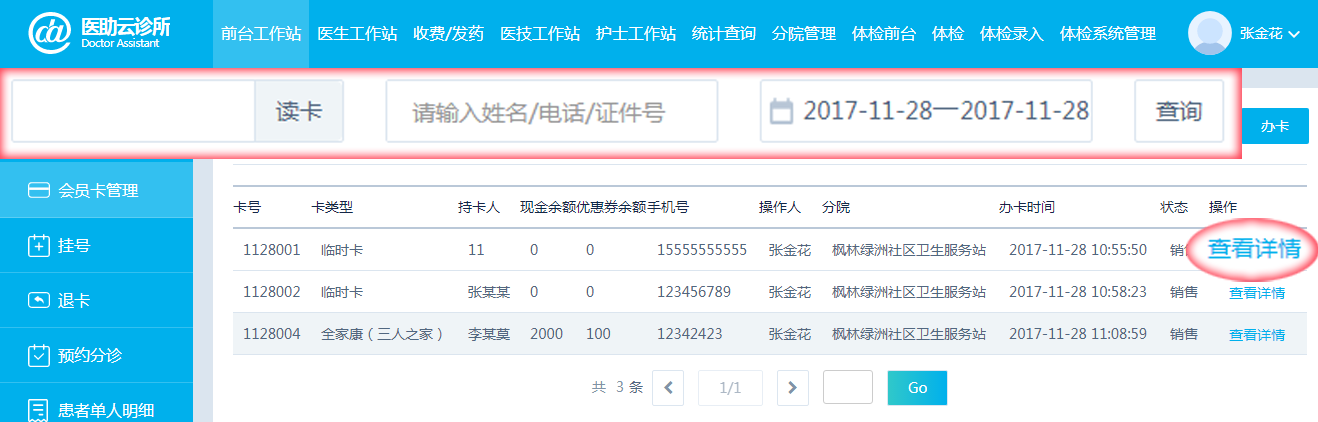 医助云诊所
Doctor Assistant
前台工作站 医生工作站 收费/发药 医技工作站 护士工作站 统计查询 分院管理 体检前台 体检 体检录入 体检系统管理 张金花
读卡 请输入姓名/电话/证件号 2017-11-28一2017-11-28 查询 办卡
会员卡管理
挂号
退卡
预约分诊
患者单人明细
卡号 卡类型 持卡人 现金余额优惠券余额手机号 操作人 分院 办卡时间 状态 操作
1128001 临时卡 11 0 0 15555555555 张金花 枫林绿洲社区卫生服务站 2017-11-28 10:55:50 销 查看详情
1128002 临时卡 张某某 0 0 123456789 张金花 枫林绿洲社区卫生服务站 2017-11-28 10:58:23 销售 查看详情
1128004 全家康（三人之家） 李某莫 2000 100 12342423 张金花 枫林绿洲社区卫生服务站 2017-11-28 11:08:59 销售 查看详情
共 3 条 1/1 Go